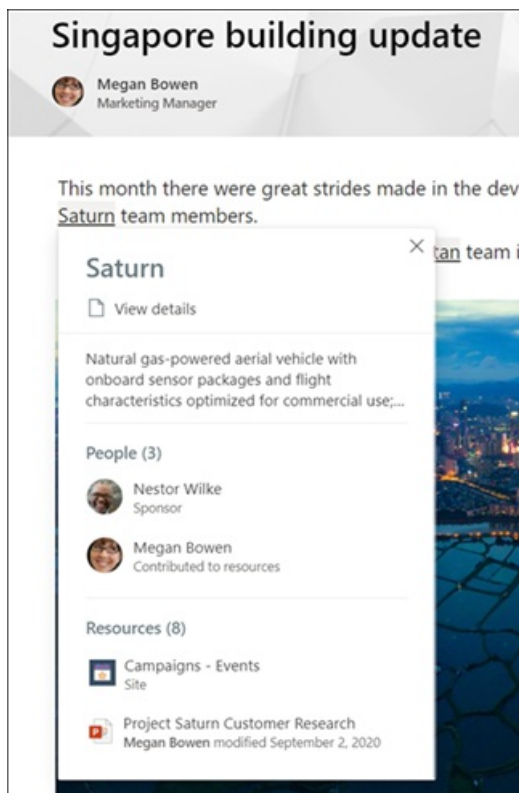 Singapore building update
Megan Bowen
Marketing Manager
This month there were great strides made in the dev
Saturn team members.
tan team i
Saturn
View details
Natural gas-powered aerial vehicle with
onboard sensor packages and flight
characteristics optimized for commercial use;...
People (3)
Nestor Wilke
Sponsor
Megan Bowen
Contributed to resources
Resources (8)
Campaigns - Events
Site
Project Saturn Customer Research
Megan Bowen modified September 2, 2020